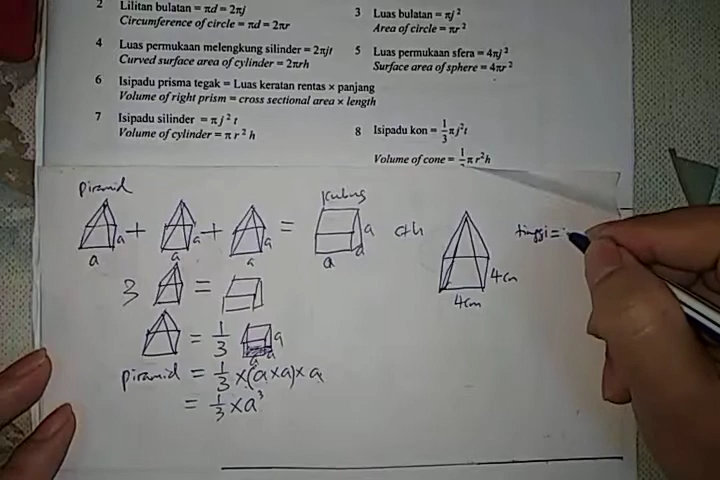 2 Lilitan bulatan = πd = 2πj
Circumference of circle = πd = 2πr
3 Luas bulatan = πj²
Area of circle = πr²
4 Luas permukaan melengkung silinder = 2πjt
Curved surface area of cylinder = 2πrh
5 Luas permukaan sfera = 4πj²
Surface area of sphere = 4πr²
6 Isipadu prisma tegak = Luas keratan rentas × panjang
Volume of right prism = cross sectional area × length
7 Isipadu silinder = πj²t
Volume of cylinder = πr²h
8 Isipadu kon = 1/3 πj²t
Volume of cone = 1/3 πr²h
piramid
+ + = kubus
a a a a a a a a a
3 =
= 1/3 a a a
piramid = 1/3 × (a × a) × a
= 1/3 × a³
cth
4cm
4cm
tinggi =